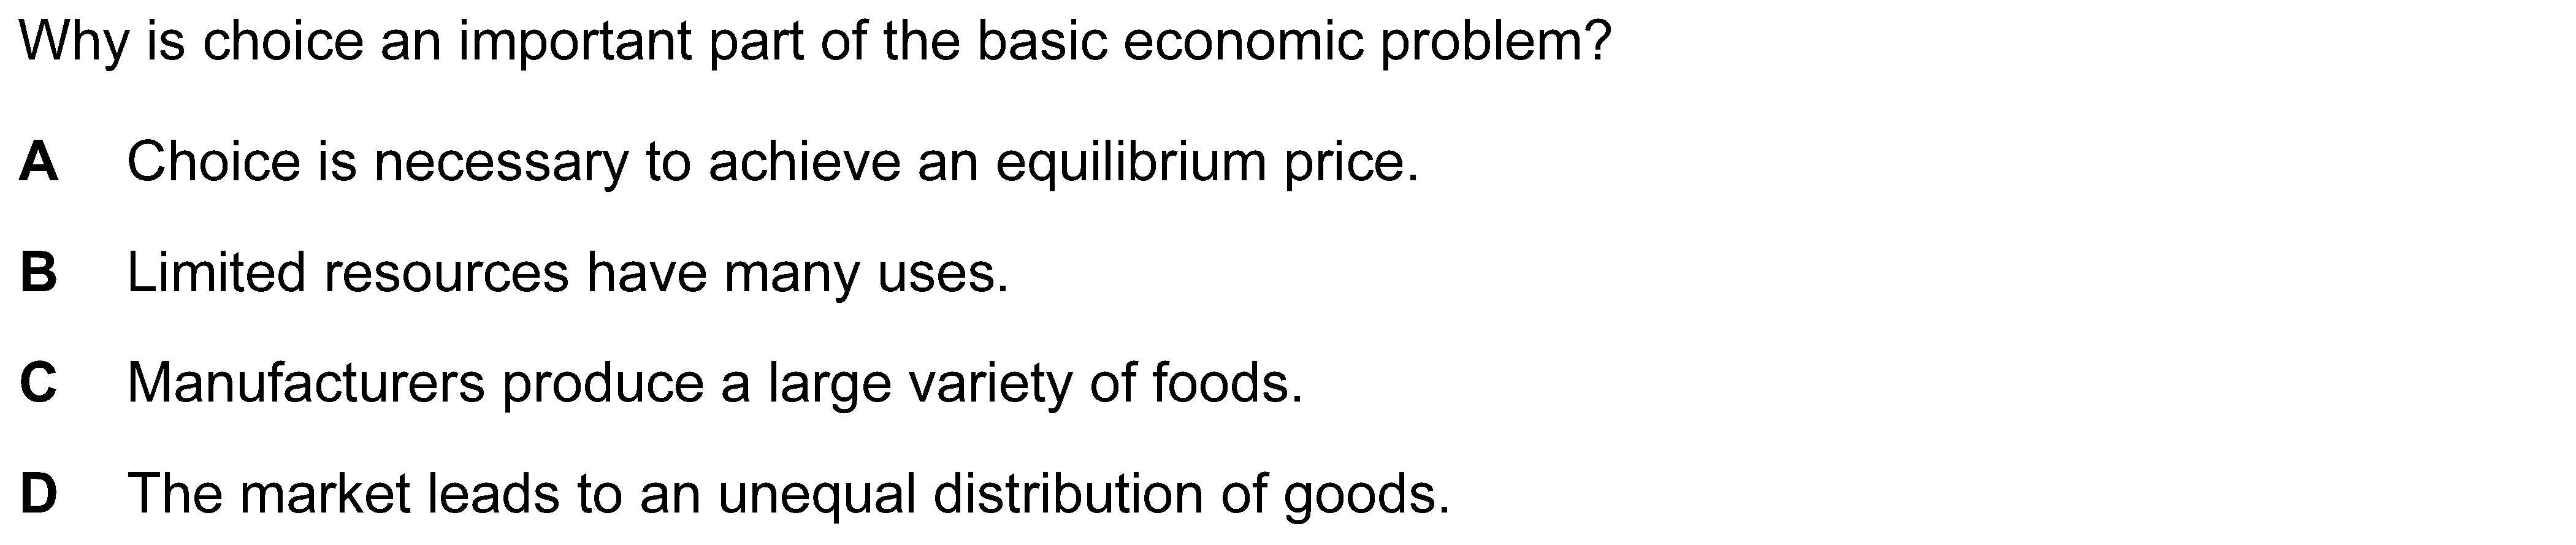 Why is choice an important part of the basic economic problem?
A Choice is necessary to achieve an equilibrium price.
B Limited resources have many uses.
C Manufacturers produce a large variety of foods.
D The market leads to an unequal distribution of goods.